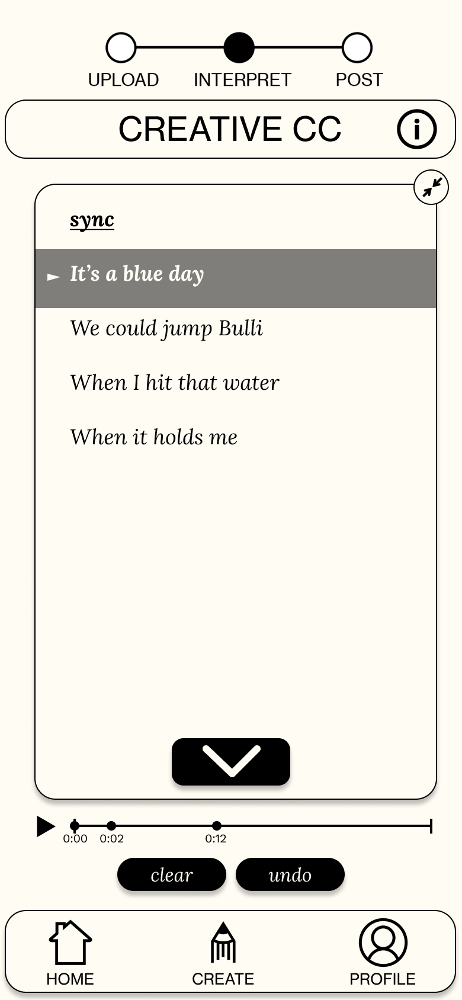 UPLOAD INTERPRET POST
CREATIVE CC
sync
It’s a blue day
We could jump Bulli
When I hit that water
When it holds me
0:00 0:02 0:12
clear undo
HOME CREATE PROFILE